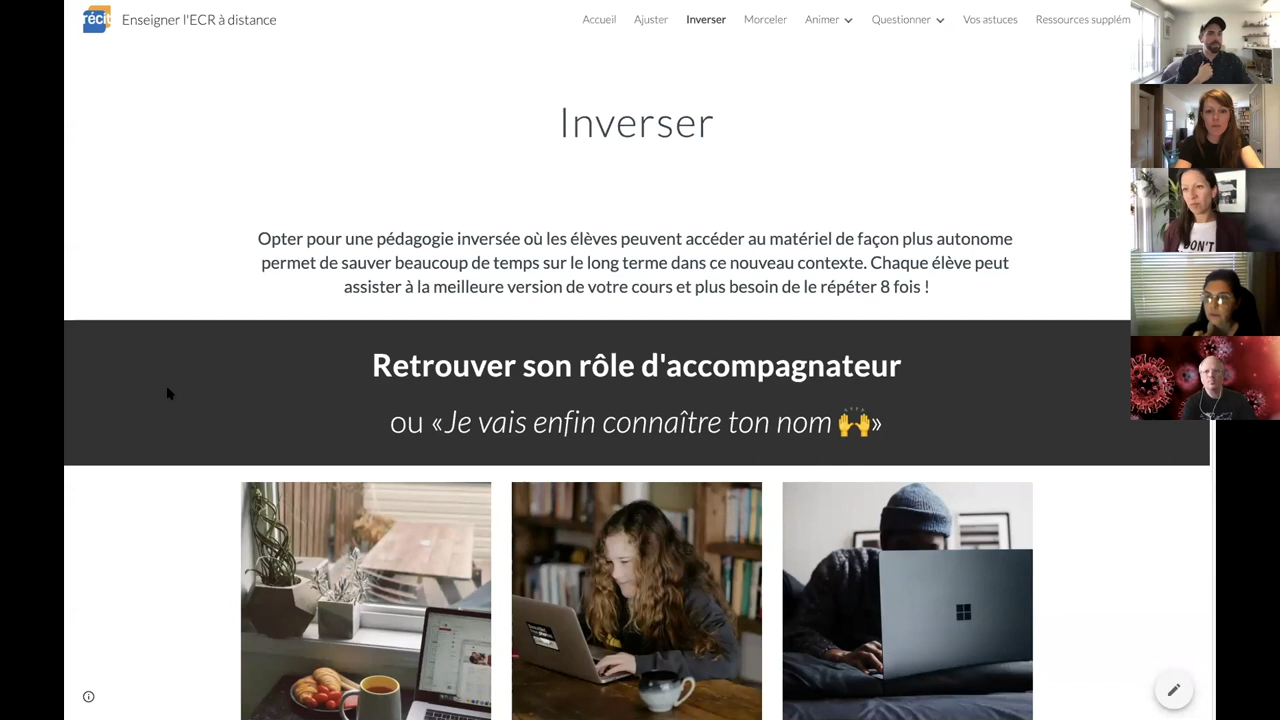 récit Enseigner l'ECR à distance
Accueil Ajuster Inverser Morceler Animer Questionner Vos astuces Ressources supplém
Inverser
Opter pour une pédagogie inversée où les élèves peuvent accéder au matériel de façon plus autonome
permet de sauver beaucoup de temps sur le long terme dans ce nouveau contexte. Chaque élève peut
assister à la meilleure version de votre cours et plus besoin de le répéter 8 fois !
Retrouver son rôle d'accompagnateur
ou «Je vais enfin connaître ton nom 🙌»
DON'T